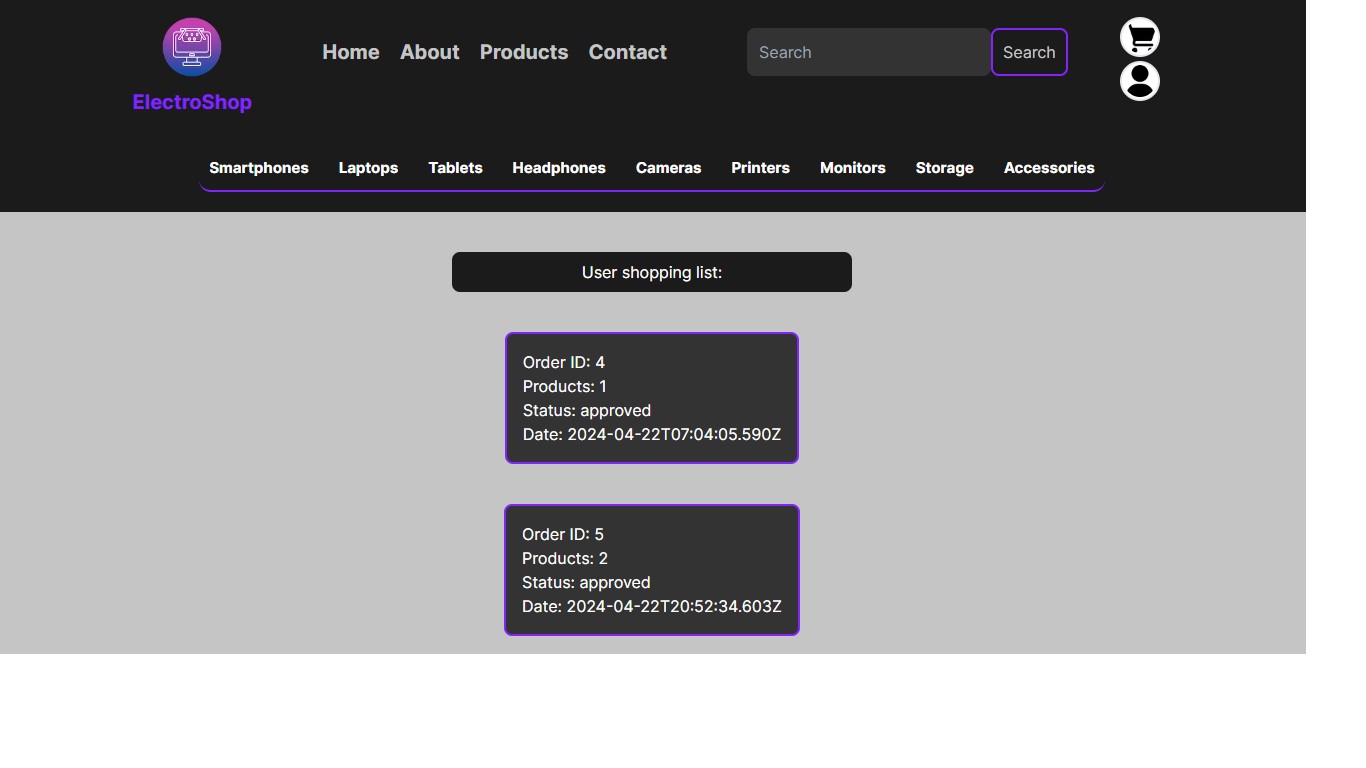 ElectroShop
Home About Products Contact
Search Search
Smartphones Laptops Tablets Headphones Cameras Printers Monitors Storage Accessories
User shopping list:
Order ID: 4
Products: 1
Status: approved
Date: 2024-04-22T07:04:05.590Z
Order ID: 5
Products: 2
Status: approved
Date: 2024-04-22T20:52:34.603Z